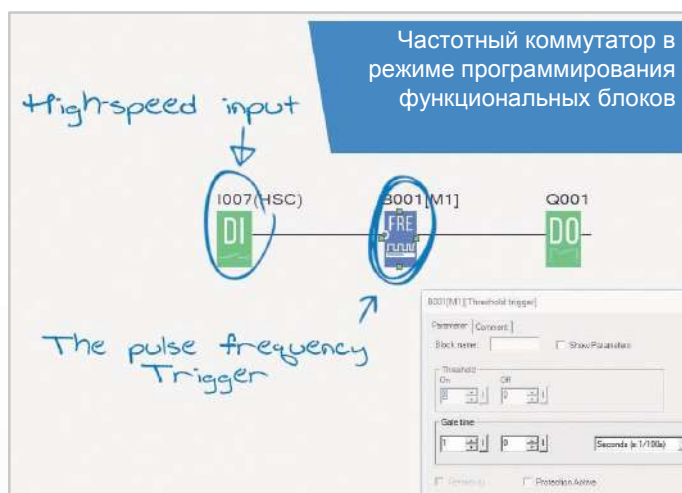 Частотный коммутатор в
режиме программирования
функциональных блоков
High-speed input
I007(HSC)
B001[M1]
Q001
DI
FRE
DO
The pulse frequency
Trigger
B001[M1][Threshold trigger]
Parameter
Comment
Block name:
Show Parameters
Threshold
On
Off
0
Gate time
1
0
Seconds (s:1/100s)
Protection Active